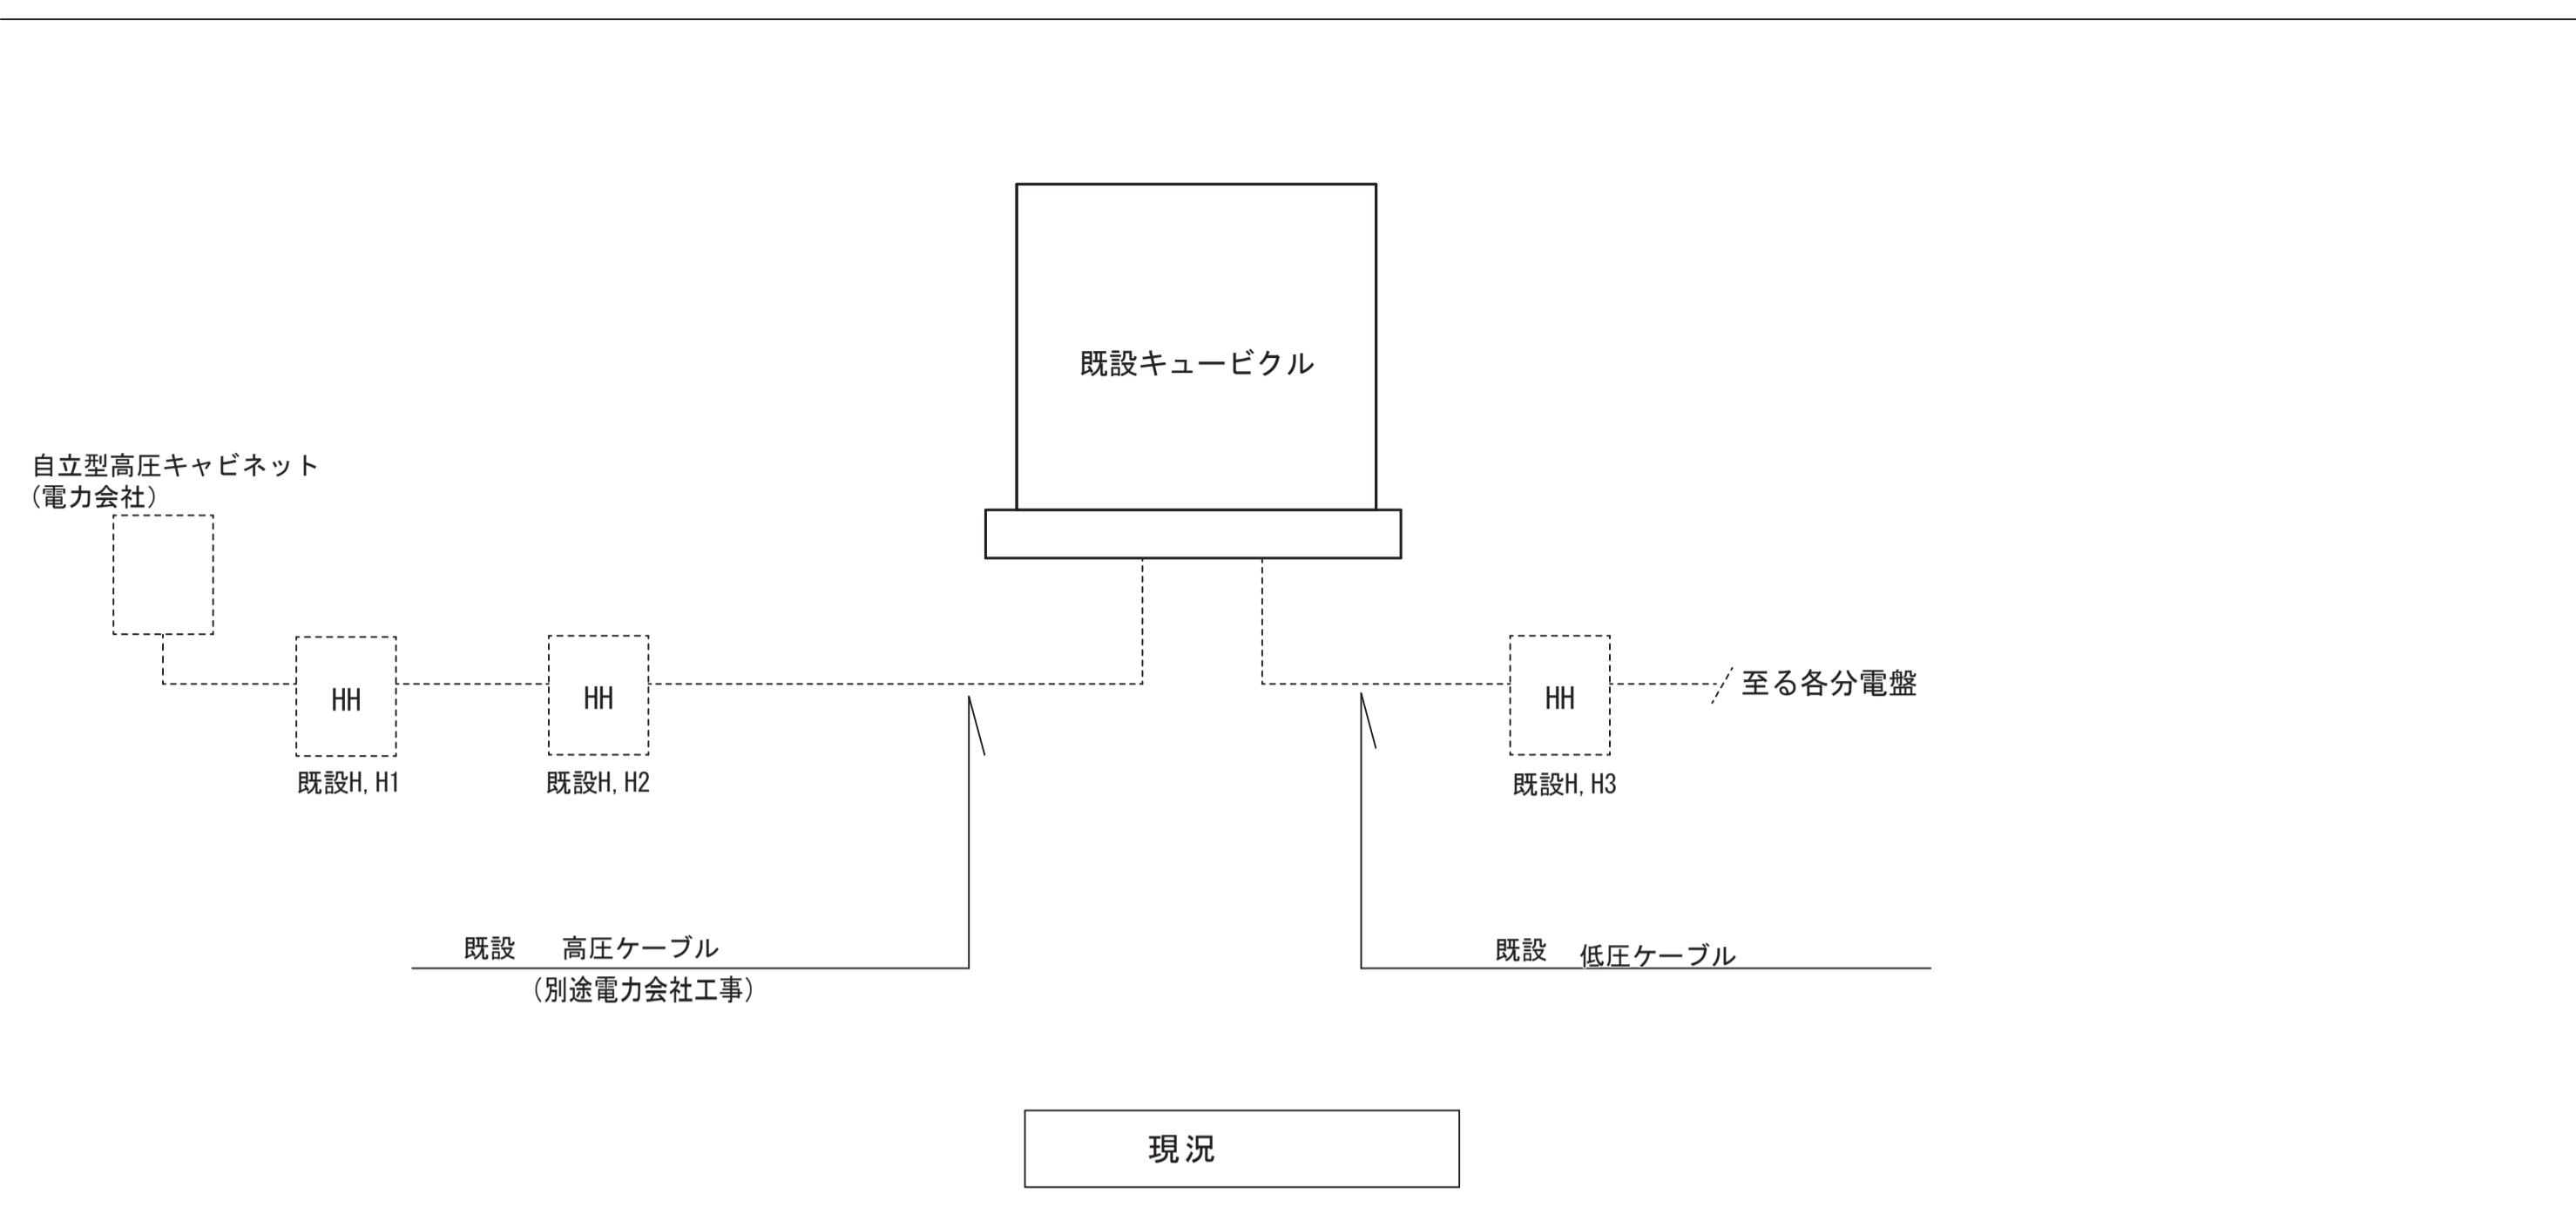 既設キュービクル
自立型高圧キャビネット
(電力会社)
HH
HH
HH
至る各分電盤
既設H,H1
既設H,H2
既設H,H3
既設 高圧ケーブル
(別途電力会社工事)
既設 低圧ケーブル
現況